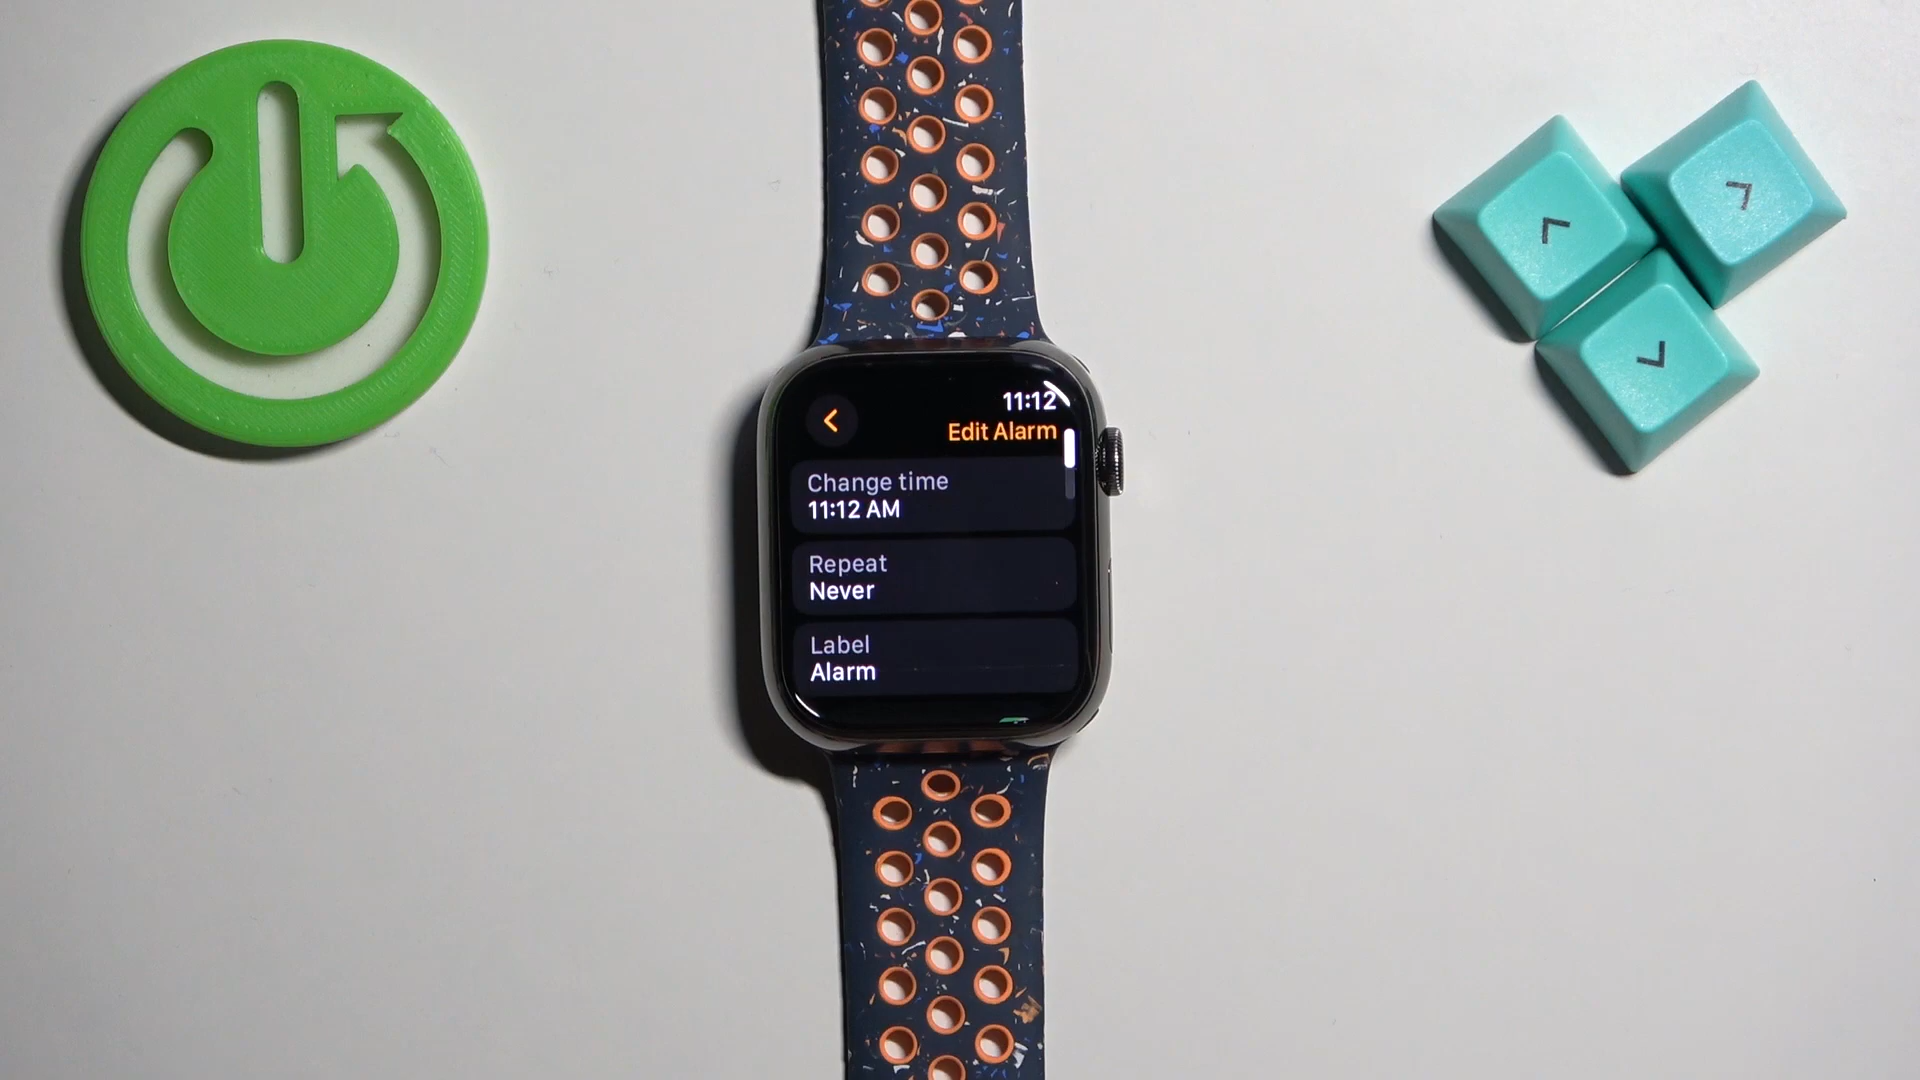 11:12
Edit Alarm
Change time
11:12 AM
Repeat
Never
Label
Alarm